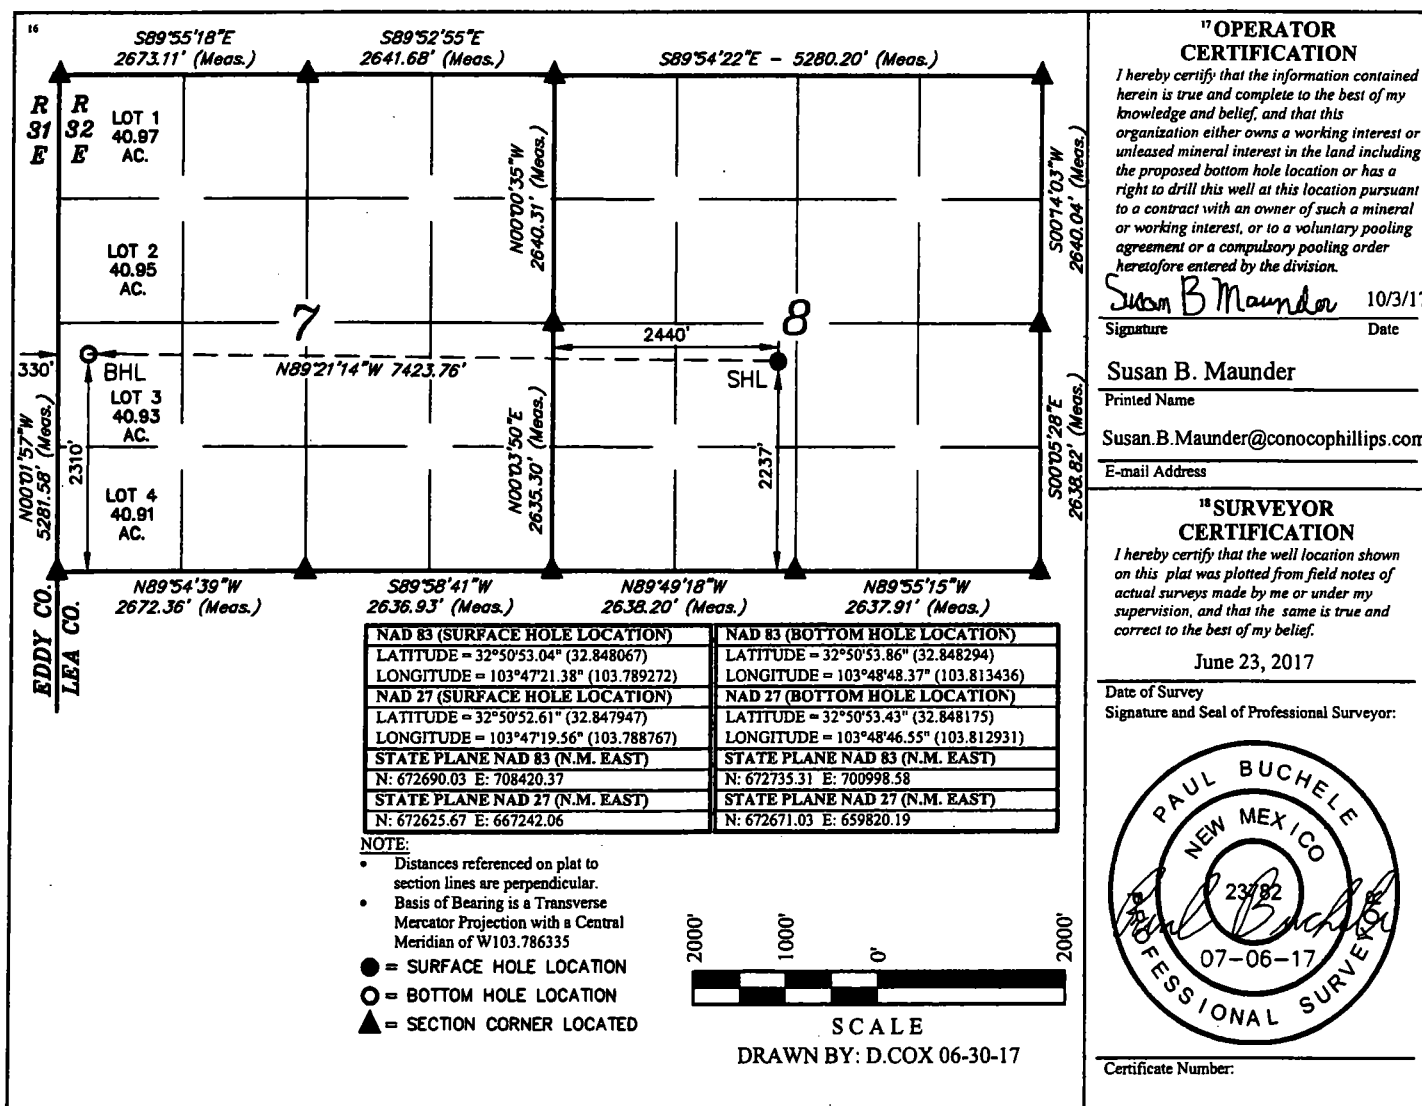 16
S89°55'18"E
2673.11' (Meas.)
S89°52'55"E
2641.68' (Meas.)
S89°54'22"E - 5280.20' (Meas.)
R R
31 32
E E
LOT 1
40.97
AC.
LOT 2
40.95
AC.
LOT 3
40.93
AC.
LOT 4
40.91
AC.
N00°00'35"W
2640.31' (Meas.)
S00°14'03"W
2640.04' (Meas.)
7
8
2440'
330'
BHL
N89°21'14"W 7423.76'
SHL
N00°01'57"W
5281.58' (Meas.)
2310'
N00°03'50"E
2635.30' (Meas.)
2237'
S00°05'28"E
2638.82' (Meas.)
N89°54'39"W
2672.36' (Meas.)
S89°58'41"W
2636.93' (Meas.)
N89°49'18"W
2638.20' (Meas.)
N89°55'15"W
2637.91' (Meas.)
EDDY CO.
LEA CO.
NAD 83 (SURFACE HOLE LOCATION)
LATITUDE = 32°50'53.04" (32.848067)
LONGITUDE = 103°47'21.38" (103.789272)
NAD 27 (SURFACE HOLE LOCATION)
LATITUDE = 32°50'52.61" (32.847947)
LONGITUDE = 103°47'19.56" (103.788767)
STATE PLANE NAD 83 (N.M. EAST)
N: 672690.03 E: 708420.37
STATE PLANE NAD 27 (N.M. EAST)
N: 672625.67 E: 667242.06
NAD 83 (BOTTOM HOLE LOCATION)
LATITUDE = 32°50'53.86" (32.848294)
LONGITUDE = 103°48'48.37" (103.813436)
NAD 27 (BOTTOM HOLE LOCATION)
LATITUDE = 32°50'53.43" (32.848175)
LONGITUDE = 103°48'46.55" (103.812931)
STATE PLANE NAD 83 (N.M. EAST)
N: 672735.31 E: 700998.58
STATE PLANE NAD 27 (N.M. EAST)
N: 672671.03 E: 659820.19
NOTE:
• Distances referenced on plat to
section lines are perpendicular.
• Basis of Bearing is a Transverse
Mercator Projection with a Central
Meridian of W103.786335
= SURFACE HOLE LOCATION
= BOTTOM HOLE LOCATION
= SECTION CORNER LOCATED
2000' 1000' 0' 2000'
SCALE
DRAWN BY: D.COX 06-30-17
17 OPERATOR
CERTIFICATION
I hereby certify that the information contained
herein is true and complete to the best of my
knowledge and belief, and that this
organization either owns a working interest or
unleased mineral interest in the land including
the proposed bottom hole location or has a
right to drill this well at this location pursuant
to a contract with an owner of such a mineral
or working interest, or to a voluntary pooling
agreement or a compulsory pooling order
heretofore entered by the division.
Susan B Maunder 10/3/17
Signature Date
Susan B. Maunder
Printed Name
Susan.B.Maunder@conocophillips.com
E-mail Address
18 SURVEYOR
CERTIFICATION
I hereby certify that the well location shown
on this plat was plotted from field notes of
actual surveys made by me or under my
supervision, and that the same is true and
correct to the best of my belief.
June 23, 2017
Date of Survey
Signature and Seal of Professional Surveyor:
PAUL BUCHELE
NEW MEXICO
23782
Paul Buchele
07-06-17
PROFESSIONAL SURVEYOR
Certificate Number: